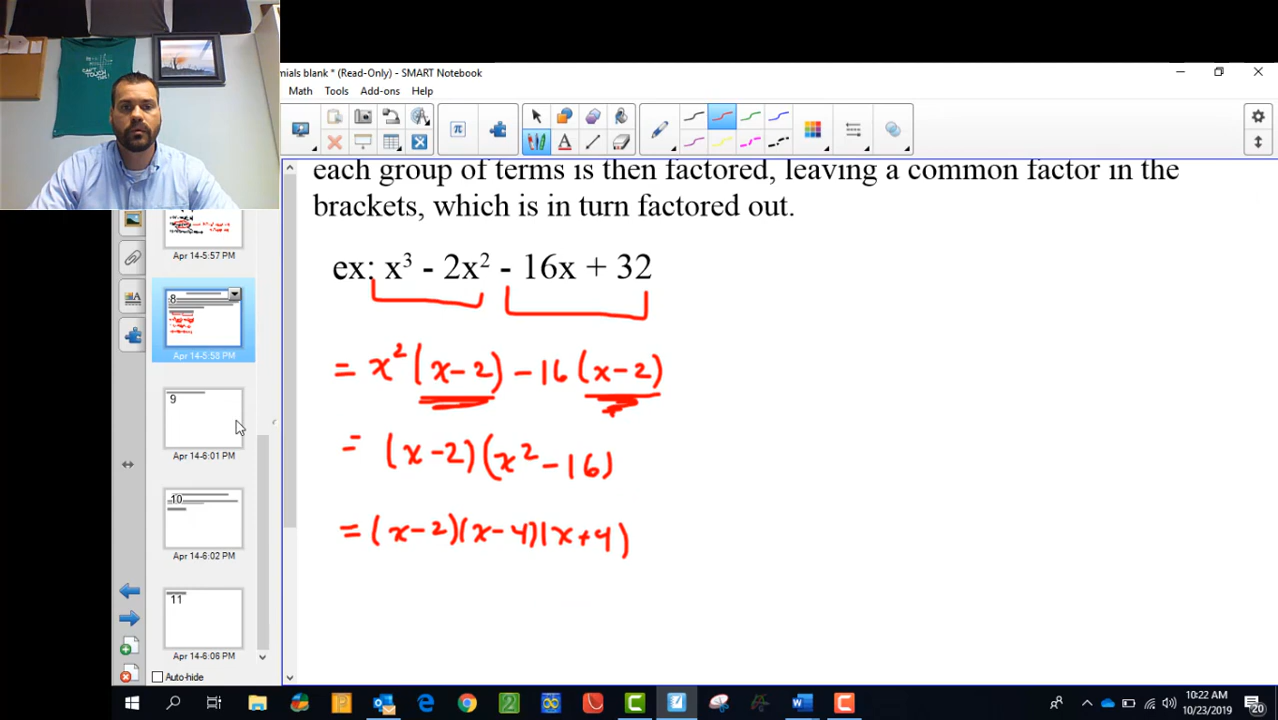 CAN'T
TOUCH
THIS!
mials blank * (Read-Only) - SMART Notebook
Math Tools Add-ons Help
each group of terms is then factored, leaving a common factor in the
brackets, which is in turn factored out.
ex: x³ - 2x² - 16x + 32
= x²(x-2) -16(x-2)
= (x-2)(x²-16)
=(x-2)(x-4)(x+4)
Apr 14-5:57 PM
8
Apr 14-5:58 PM
9
Apr 14-6:01 PM
10
Apr 14-6:02 PM
11
Apr 14-6:06 PM
Auto-hide
10:22 AM
10/23/2019
20